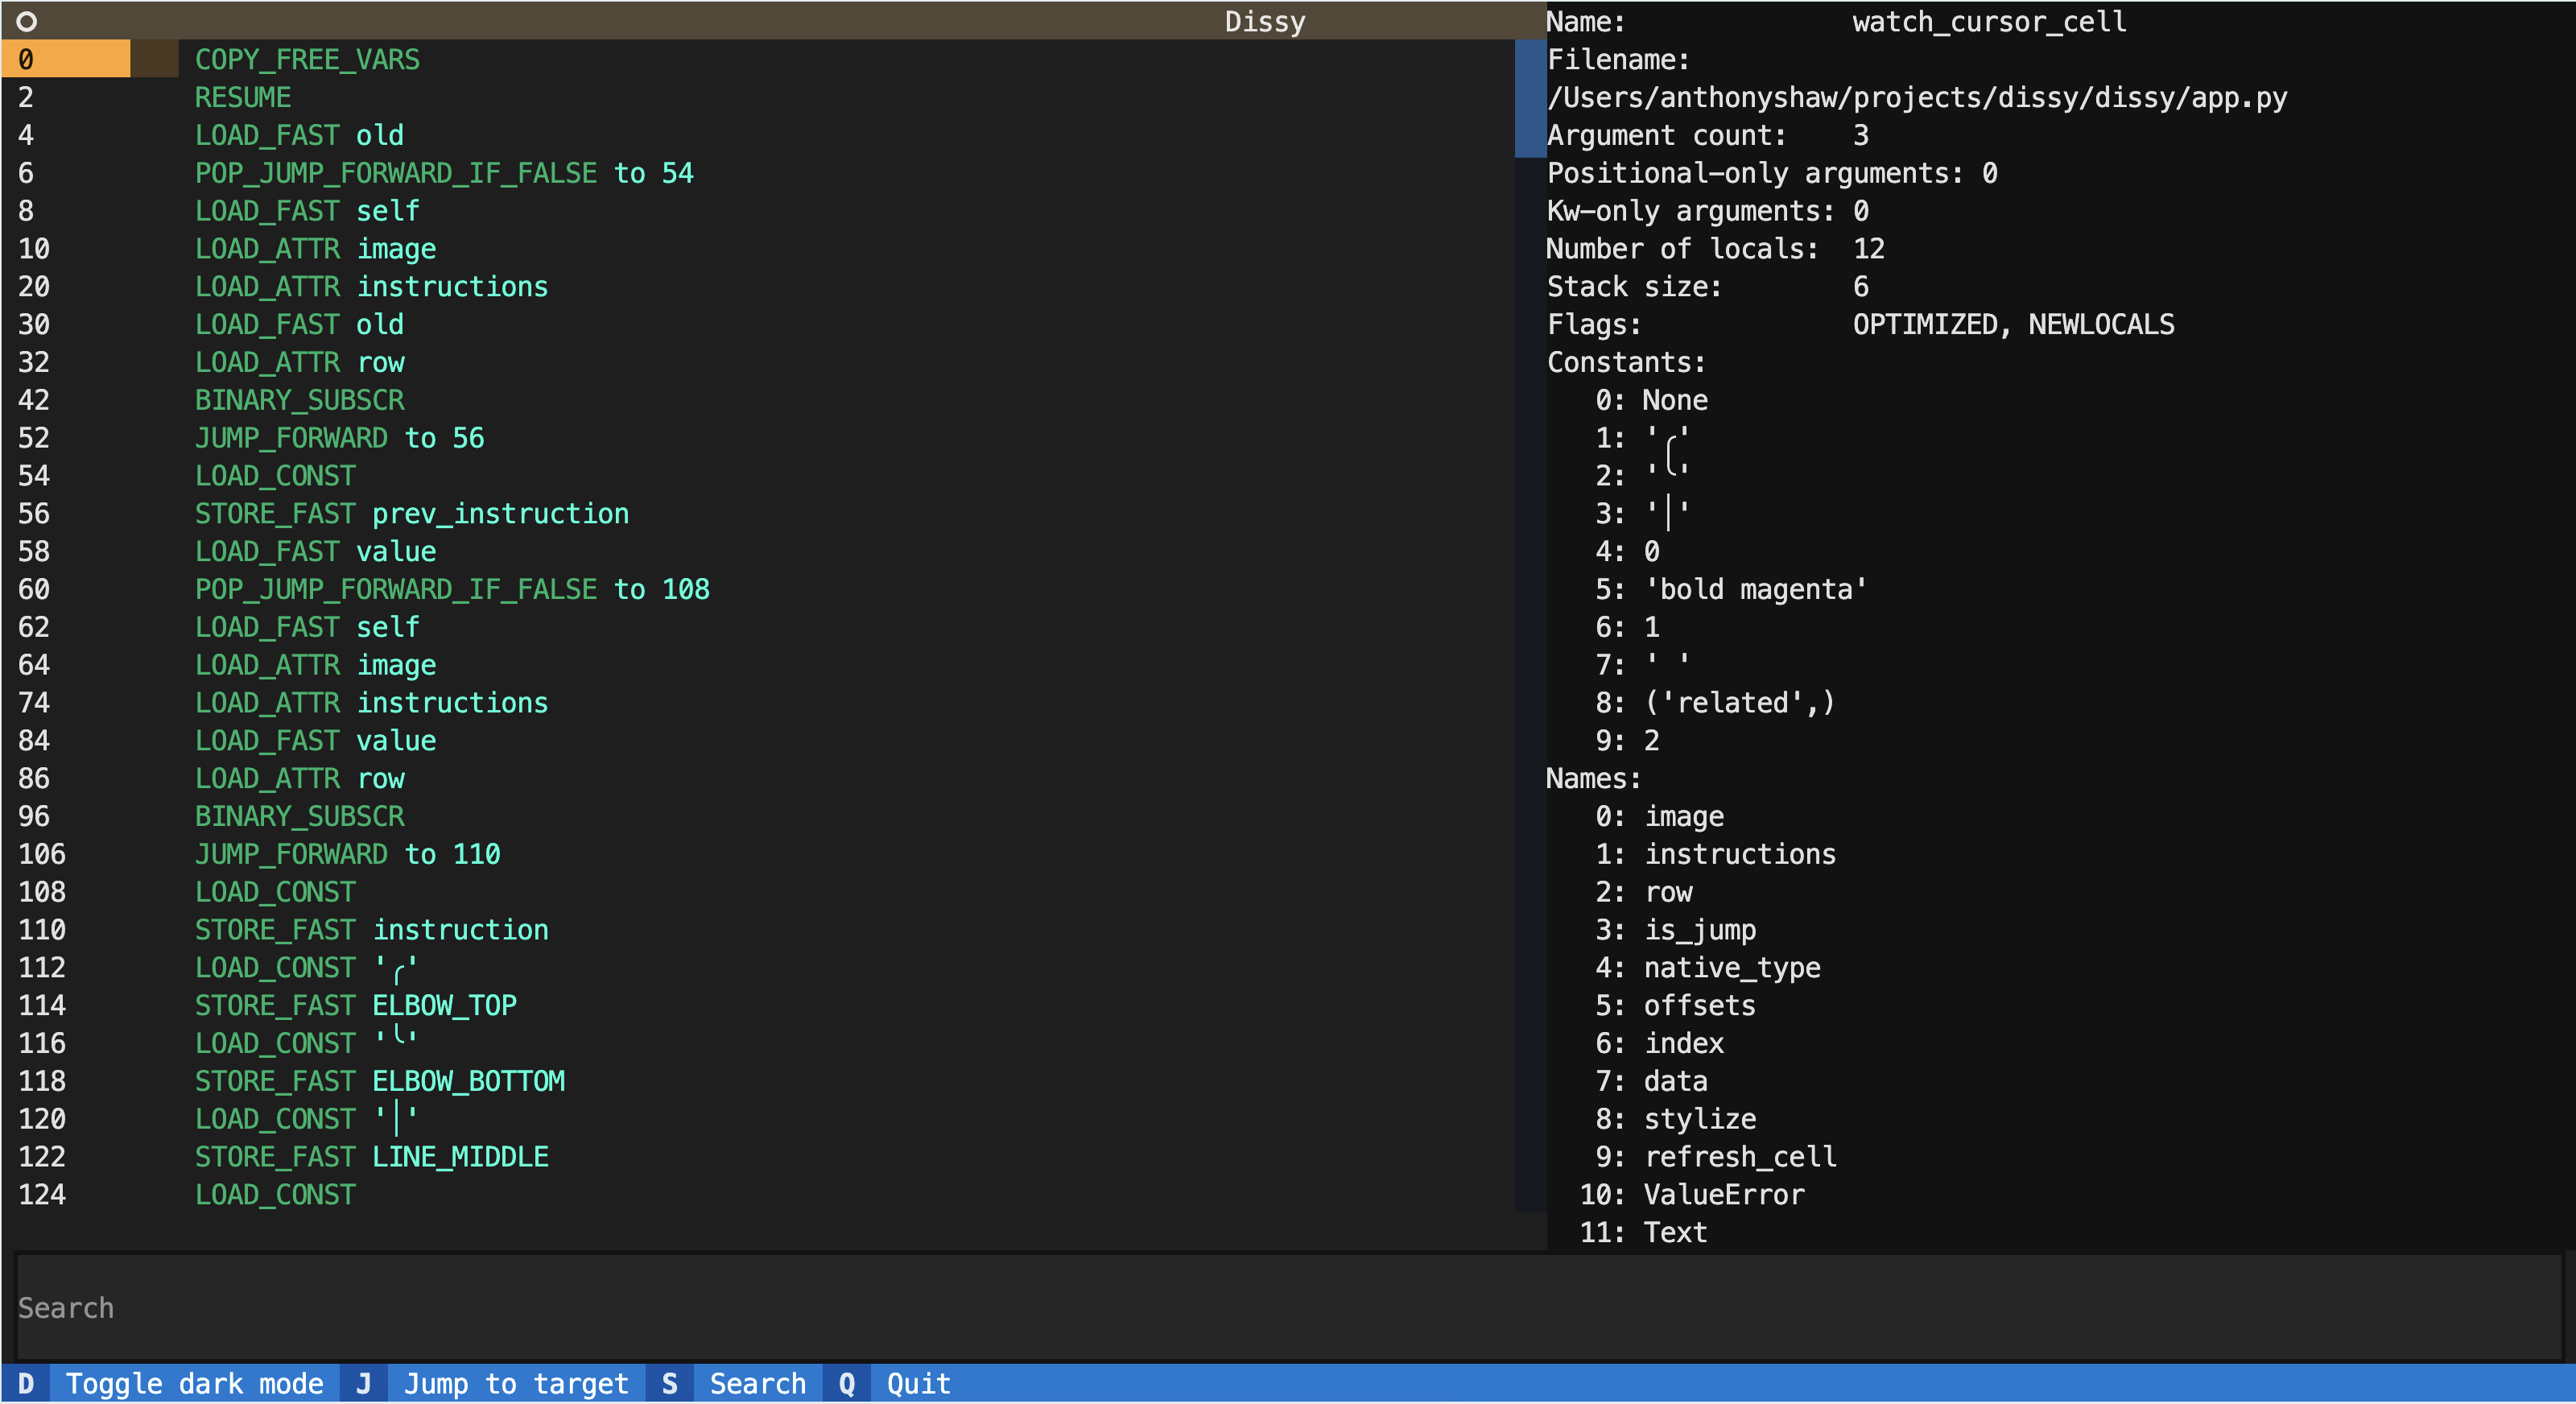 Dissy
0 COPY_FREE_VARS
2 RESUME
4 LOAD_FAST old
6 POP_JUMP_FORWARD_IF_FALSE to 54
8 LOAD_FAST self
10 LOAD_ATTR image
20 LOAD_ATTR instructions
30 LOAD_FAST old
32 LOAD_ATTR row
42 BINARY_SUBSCR
52 JUMP_FORWARD to 56
54 LOAD_CONST
56 STORE_FAST prev_instruction
58 LOAD_FAST value
60 POP_JUMP_FORWARD_IF_FALSE to 108
62 LOAD_FAST self
64 LOAD_ATTR image
74 LOAD_ATTR instructions
84 LOAD_FAST value
86 LOAD_ATTR row
96 BINARY_SUBSCR
106 JUMP_FORWARD to 110
108 LOAD_CONST
110 STORE_FAST instruction
112 LOAD_CONST '╭'
114 STORE_FAST ELBOW_TOP
116 LOAD_CONST '╰'
118 STORE_FAST ELBOW_BOTTOM
120 LOAD_CONST '│'
122 STORE_FAST LINE_MIDDLE
124 LOAD_CONST
Name: watch_cursor_cell
Filename:
/Users/anthonyshaw/projects/dissy/dissy/app.py
Argument count: 3
Positional-only arguments: 0
Kw-only arguments: 0
Number of locals: 12
Stack size: 6
Flags: OPTIMIZED, NEWLOCALS
Constants:
0: None
1: '╭'
2: '╰'
3: '│'
4: 0
5: 'bold magenta'
6: 1
7: ' '
8: ('related',)
9: 2
Names:
0: image
1: instructions
2: row
3: is_jump
4: native_type
5: offsets
6: index
7: data
8: stylize
9: refresh_cell
10: ValueError
11: Text
Search
D Toggle dark mode J Jump to target S Search Q Quit